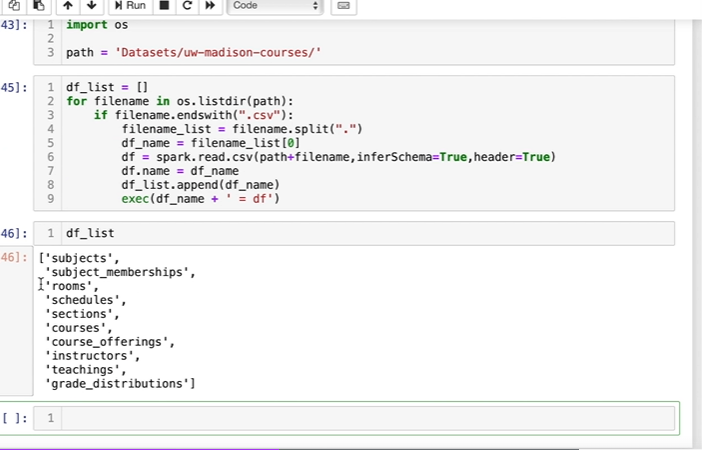 Run
Code
43]:
1 import os
2
3 path = 'Datasets/uw-madison-courses/'
45]:
1 df_list = []
2 for filename in os.listdir(path):
3     if filename.endswith(".csv"):
4         filename_list = filename.split(".")
5         df_name = filename_list[0]
6         df = spark.read.csv(path+filename,inferSchema=True,header=True)
7         df.name = df_name
8         df_list.append(df_name)
9         exec(df_name + ' = df')
46]:
1 df_list
46]:
['subjects',
'subject_memberships',
'rooms',
'schedules',
'sections',
'courses',
'course_offerings',
'instructors',
'teachings',
'grade_distributions']
[ ]:
1